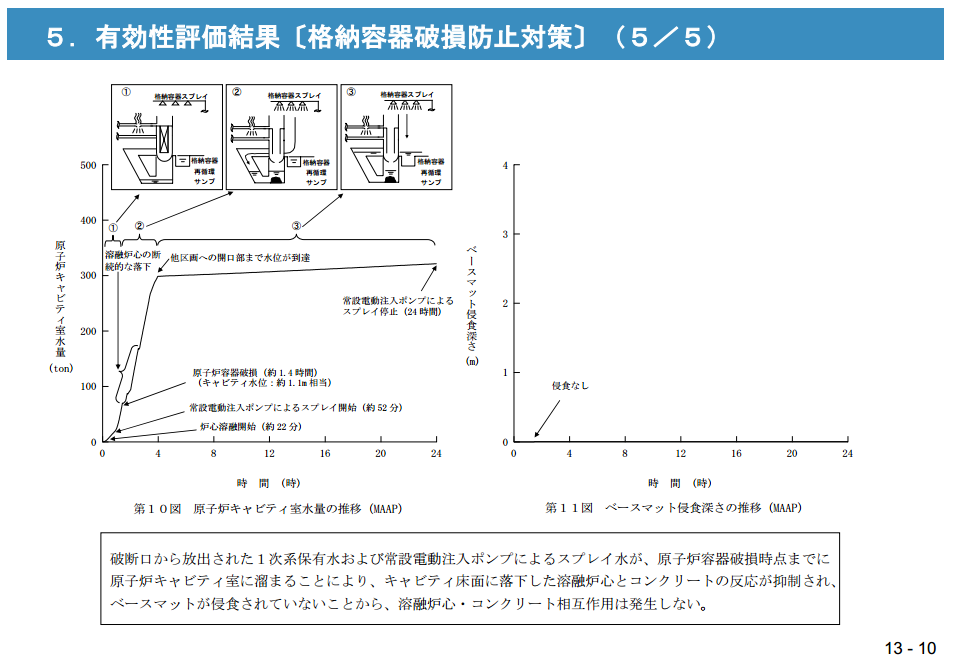 ５．有効性評価結果〔格納容器破損防止対策〕（５／５）
①
格納容器スプレイ
格納容器
再循環
サンプ
②
格納容器スプレイ
格納容器
再循環
サンプ
③
格納容器スプレイ
格納容器
再循環
サンプ
原子炉キャビティ室水量
(ton)
500
400
300
200
100
0
①
②
③
溶融炉心の断
続的な落下
他区画への開口部まで水位が到達
常設電動注入ポンプによる
スプレイ停止（24時間）
原子炉容器破損（約1.4時間）
（キャビティ水位：約1.1m相当）
常設電動注入ポンプによるスプレイ開始（約52分）
炉心溶融開始（約22分）
0 4 8 12 16 20 24
時　間　(時)
第１０図　原子炉キャビティ室水量の推移（MAAP）
ベースマット侵食深さ
(m)
4
3
2
1
0
侵食なし
0 4 8 12 16 20 24
時　間　(時)
第１１図　ベースマット侵食深さの推移（MAAP）
破断口から放出された１次系保有水および常設電動注入ポンプによるスプレイ水が、原子炉容器破損時点までに
原子炉キャビティ室に溜まることにより、キャビティ床面に落下した溶融炉心とコンクリートの反応が抑制され、
ベースマットが侵食されていないことから、溶融炉心・コンクリート相互作用は発生しない。
13 - 10